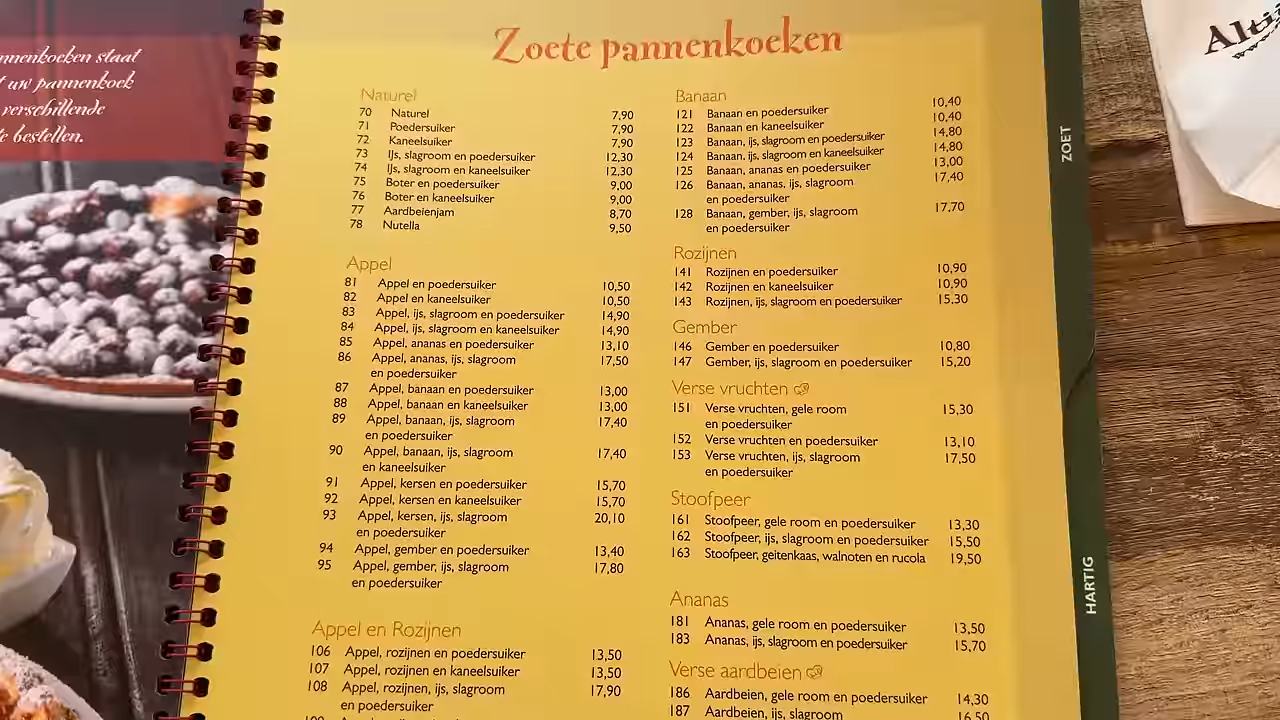 nnenkoeken staat
t uw pannenkoek
verschillende
te bestellen.
Zoete pannenkoeken
Naturel
70 Naturel 7,90
71 Poedersuiker 7,90
72 Kaneelsuiker 7,90
73 IJs, slagroom en poedersuiker 12,30
74 IJs, slagroom en kaneelsuiker 12,30
75 Boter en poedersuiker 9,00
76 Boter en kaneelsuiker 9,00
77 Aardbeienjam 8,70
78 Nutella 9,50
Appel
81 Appel en poedersuiker 10,50
82 Appel en kaneelsuiker 10,50
83 Appel, ijs, slagroom en poedersuiker 14,90
84 Appel, ijs, slagroom en kaneelsuiker 14,90
85 Appel, ananas en poedersuiker 13,10
86 Appel, ananas, ijs, slagroom 17,50
en poedersuiker
87 Appel, banaan en poedersuiker 13,00
88 Appel, banaan en kaneelsuiker 13,00
89 Appel, banaan, ijs, slagroom 17,40
en poedersuiker
90 Appel, banaan, ijs, slagroom 17,40
en kaneelsuiker
91 Appel, kersen en poedersuiker 15,70
92 Appel, kersen en kaneelsuiker 15,70
93 Appel, kersen, ijs, slagroom 20,10
en poedersuiker
94 Appel, gember en poedersuiker 13,40
95 Appel, gember, ijs, slagroom 17,80
en poedersuiker
Appel en Rozijnen
106 Appel, rozijnen en poedersuiker 13,50
107 Appel, rozijnen en kaneelsuiker 13,50
108 Appel, rozijnen, ijs, slagroom 17,90
en poedersuiker
Banaan
121 Banaan en poedersuiker 10,40
122 Banaan en kaneelsuiker 10,40
123 Banaan, ijs, slagroom en poedersuiker 14,80
124 Banaan, ijs, slagroom en kaneelsuiker 14,80
125 Banaan, ananas en poedersuiker 13,00
126 Banaan, ananas, ijs, slagroom 17,40
en poedersuiker
128 Banaan, gember, ijs, slagroom 17,70
en poedersuiker
Rozijnen
141 Rozijnen en poedersuiker 10,90
142 Rozijnen en kaneelsuiker 10,90
143 Rozijnen, ijs, slagroom en poedersuiker 15,30
Gember
146 Gember en poedersuiker 10,80
147 Gember, ijs, slagroom en poedersuiker 15,20
Verse vruchten
151 Verse vruchten, gele room 15,30
en poedersuiker
152 Verse vruchten en poedersuiker 13,10
153 Verse vruchten, ijs, slagroom 17,50
en poedersuiker
Stoofpeer
161 Stoofpeer, gele room en poedersuiker 13,30
162 Stoofpeer, ijs, slagroom en poedersuiker 15,50
163 Stoofpeer, geitenkaas, walnoten en rucola 19,50
Ananas
181 Ananas, gele room en poedersuiker 13,50
183 Ananas, ijs, slagroom en poedersuiker 15,70
Verse aardbeien
186 Aardbeien, gele room en poedersuiker 14,30
187 Aardbeien, ijs, slagroom 16,50
ZOET
HARTIG
Alti